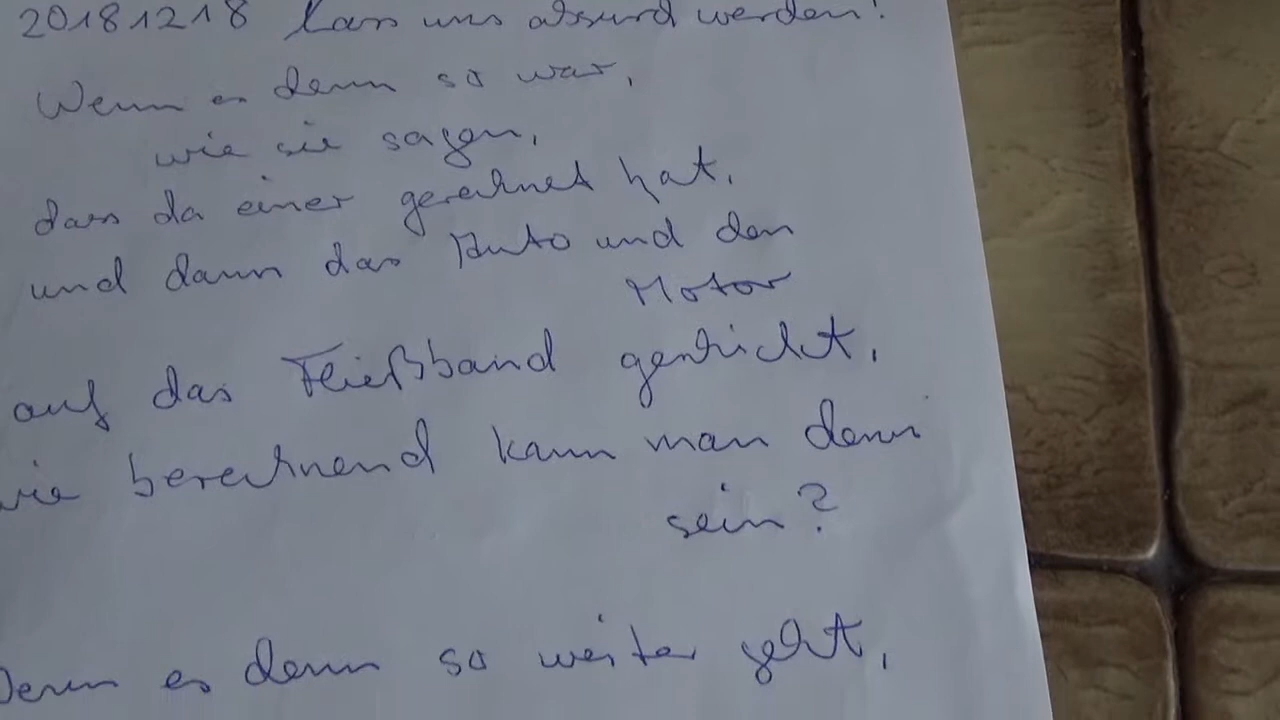 20181218 Lass uns absurd werden!
Wenn es denn so war,
wie sie sagen,
dass da einer gerechnet hat,
und dann das Auto und den
Motor
auf das Fließband geschickt,
wie berechnend kann man denn
sein?
Wenn es denn so weiter geht,